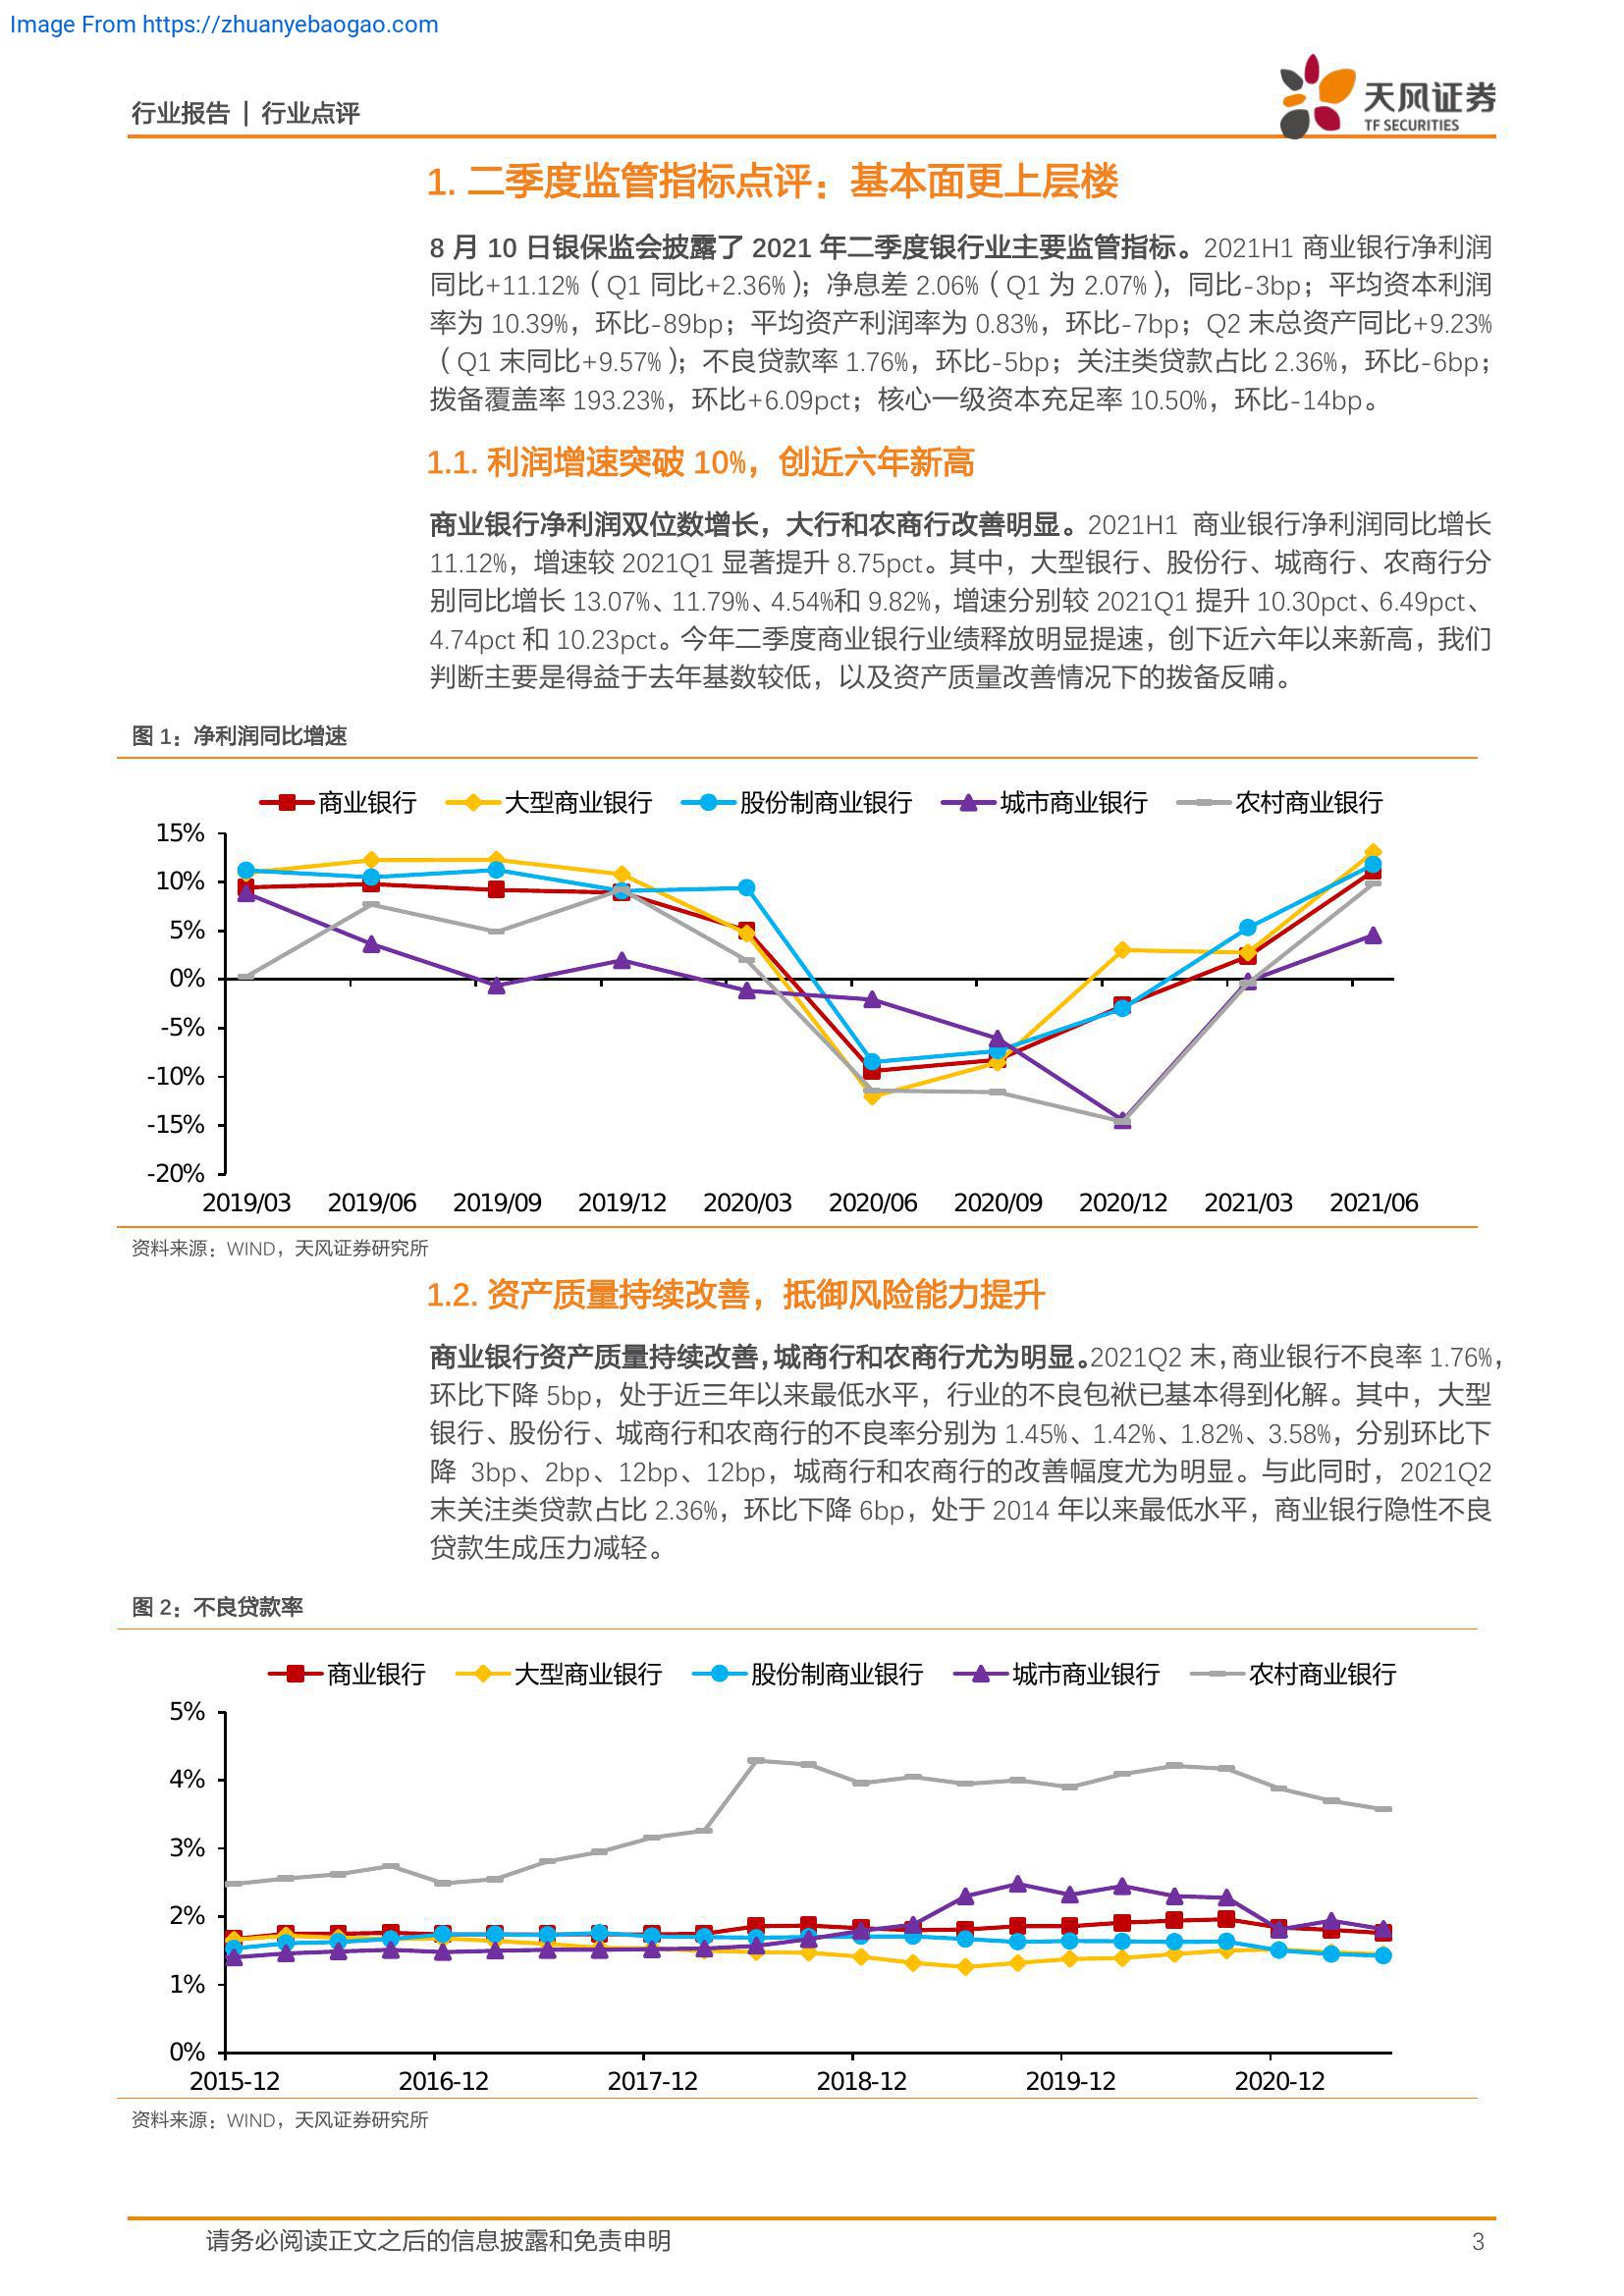 Image From https://zhuanyebaogao.com
行业报告 | 行业点评
天风证券
TF SECURITIES
1. 二季度监管指标点评：基本面更上层楼
8 月 10 日银保监会披露了 2021 年二季度银行业主要监管指标。2021H1 商业银行净利润
同比+11.12%（Q1 同比+2.36%）；净息差 2.06%（Q1 为 2.07%），同比-3bp；平均资本利润
率为 10.39%，环比-89bp；平均资产利润率为 0.83%，环比-7bp；Q2 末总资产同比+9.23%
（Q1 末同比+9.57%）；不良贷款率 1.76%，环比-5bp；关注类贷款占比 2.36%，环比-6bp；
拨备覆盖率 193.23%，环比+6.09pct；核心一级资本充足率 10.50%，环比-14bp。
1.1. 利润增速突破 10%，创近六年新高
商业银行净利润双位数增长，大行和农商行改善明显。2021H1 商业银行净利润同比增长
11.12%，增速较 2021Q1 显著提升 8.75pct。其中，大型银行、股份行、城商行、农商行分
别同比增长 13.07%、11.79%、4.54%和 9.82%，增速分别较 2021Q1 提升 10.30pct、6.49pct、
4.74pct 和 10.23pct。今年二季度商业银行业绩释放明显提速，创下近六年以来新高，我们
判断主要是得益于去年基数较低，以及资产质量改善情况下的拨备反哺。
图 1：净利润同比增速
商业银行 大型商业银行 股份制商业银行 城市商业银行 农村商业银行
15%
10%
5%
0%
-5%
-10%
-15%
-20%
2019/03 2019/06 2019/09 2019/12 2020/03 2020/06 2020/09 2020/12 2021/03 2021/06
资料来源：WIND，天风证券研究所
1.2. 资产质量持续改善，抵御风险能力提升
商业银行资产质量持续改善，城商行和农商行尤为明显。2021Q2 末，商业银行不良率 1.76%，
环比下降 5bp，处于近三年以来最低水平，行业的不良包袱已基本得到化解。其中，大型
银行、股份行、城商行和农商行的不良率分别为 1.45%、1.42%、1.82%、3.58%，分别环比下
降 3bp、2bp、12bp、12bp，城商行和农商行的改善幅度尤为明显。与此同时，2021Q2
末关注类贷款占比 2.36%，环比下降 6bp，处于 2014 年以来最低水平，商业银行隐性不良
贷款生成压力减轻。
图 2：不良贷款率
商业银行 大型商业银行 股份制商业银行 城市商业银行 农村商业银行
5%
4%
3%
2%
1%
0%
2015-12 2016-12 2017-12 2018-12 2019-12 2020-12
资料来源：WIND，天风证券研究所
请务必阅读正文之后的信息披露和免责申明 3